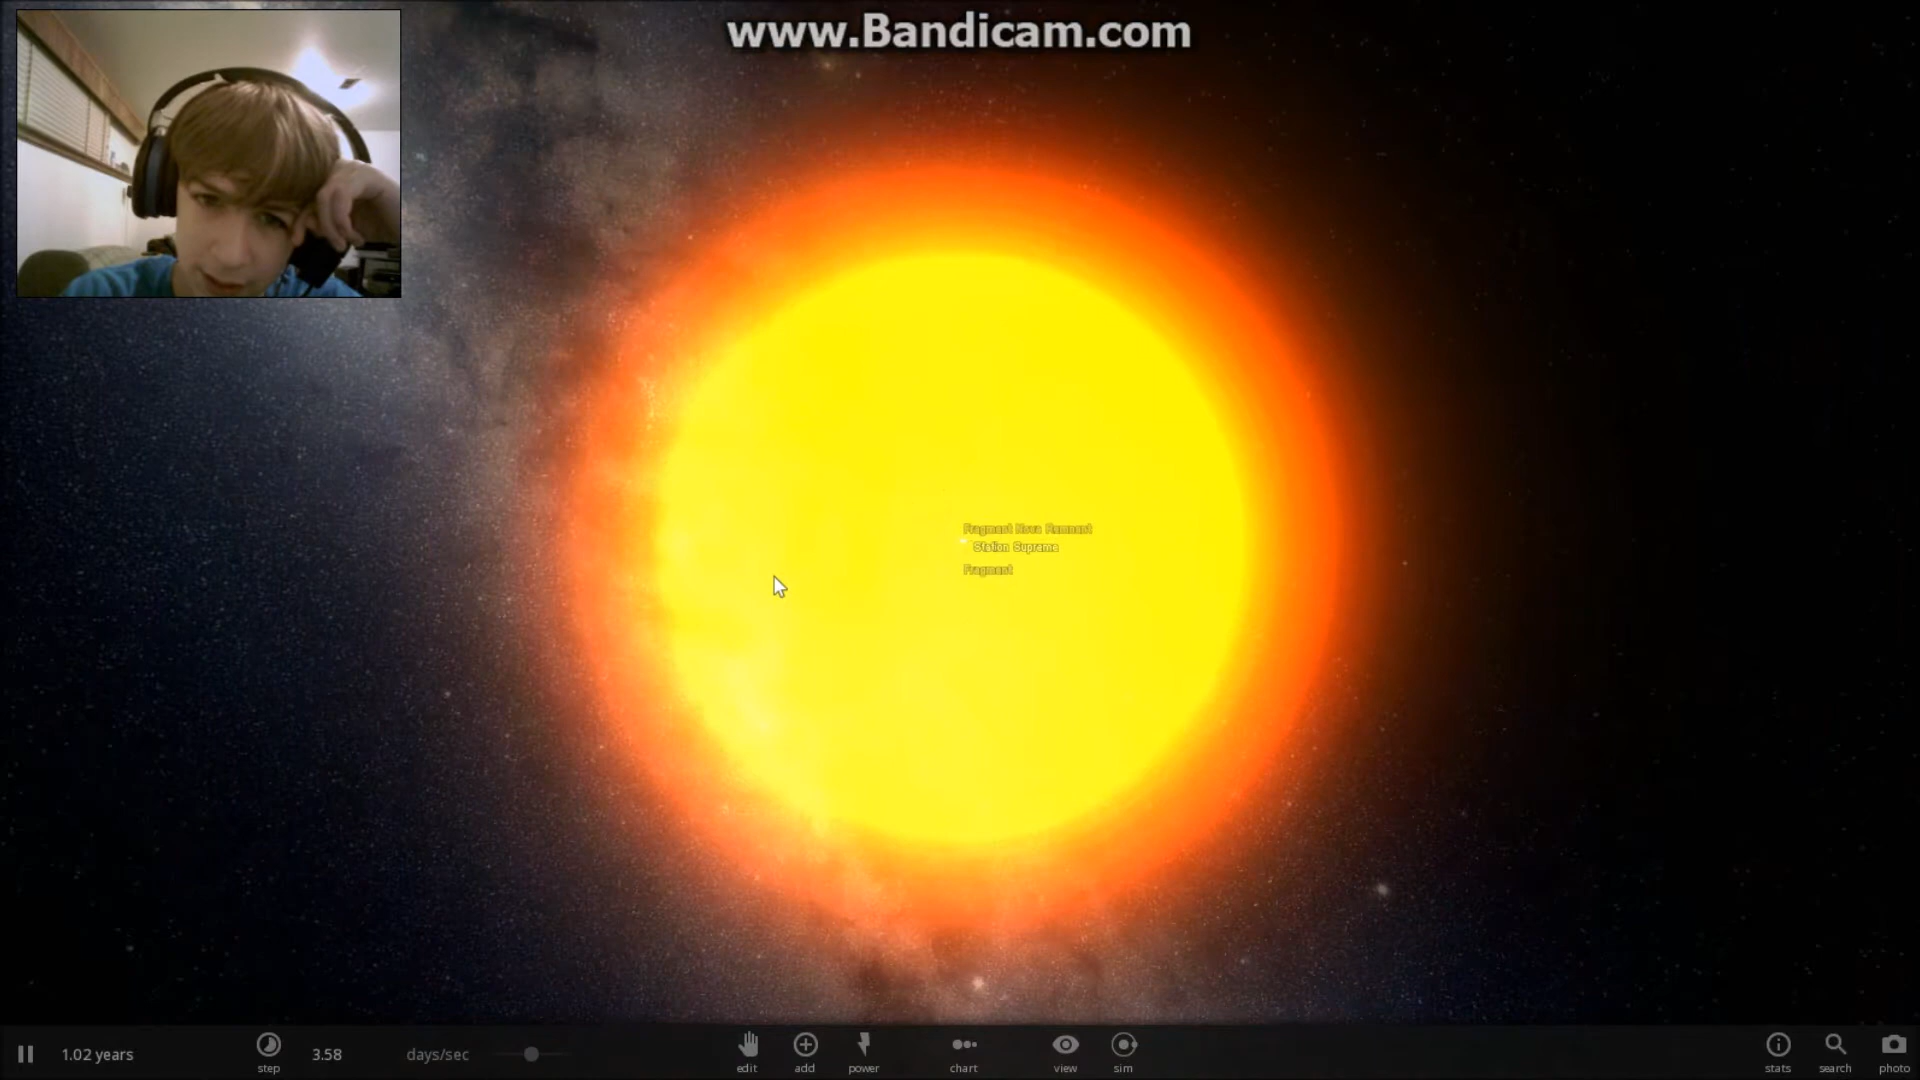 www.Bandicam.com
Fragment Nova Remnant
Station Supreme
Fragment
1.02 years
step
3.58
days/sec
edit
add
power
chart
view
sim
stats
search
photo